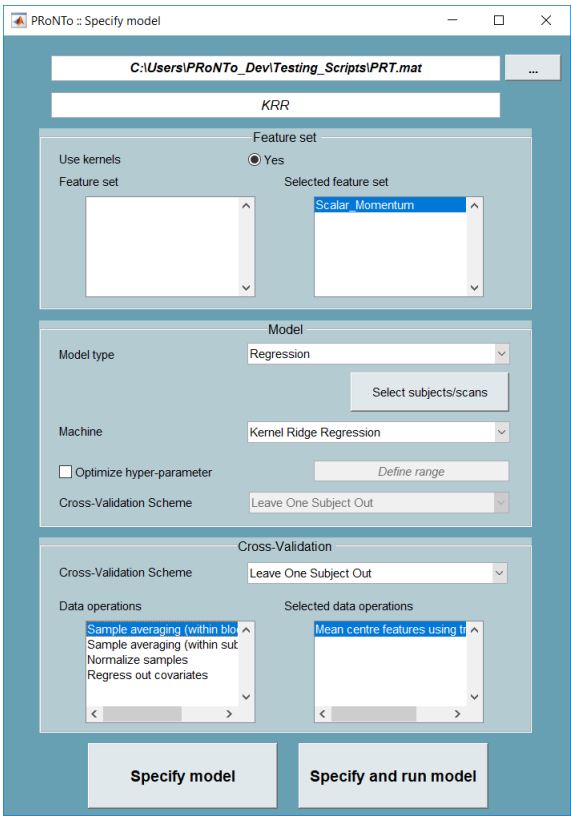 PRoNTo :: Specify model
C:\Users\PRoNTo_Dev\Testing_Scripts\PRT.mat
...
KRR
Feature set
Use kernels
Yes
Feature set
Selected feature set
Scalar_Momentum
Model
Model type
Regression
Select subjects/scans
Machine
Kernel Ridge Regression
Optimize hyper-parameter
Define range
Cross-Validation Scheme
Leave One Subject Out
Cross-Validation
Cross-Validation Scheme
Leave One Subject Out
Data operations
Selected data operations
Sample averaging (within blo
Mean centre features using tr
Sample averaging (within sub
Normalize samples
Regress out covariates
Specify model
Specify and run model